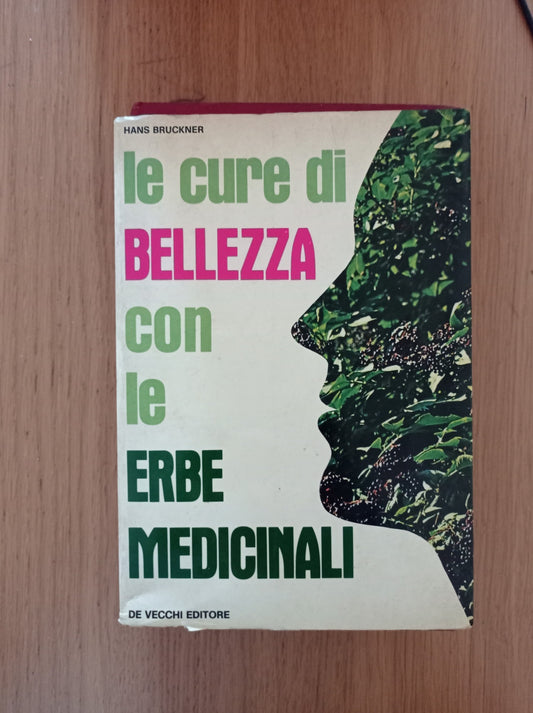 HANS BRUCKNER
le cure di
BELLEZZA
con
le
ERBE
MEDICINALI
DE VECCHI EDITORE